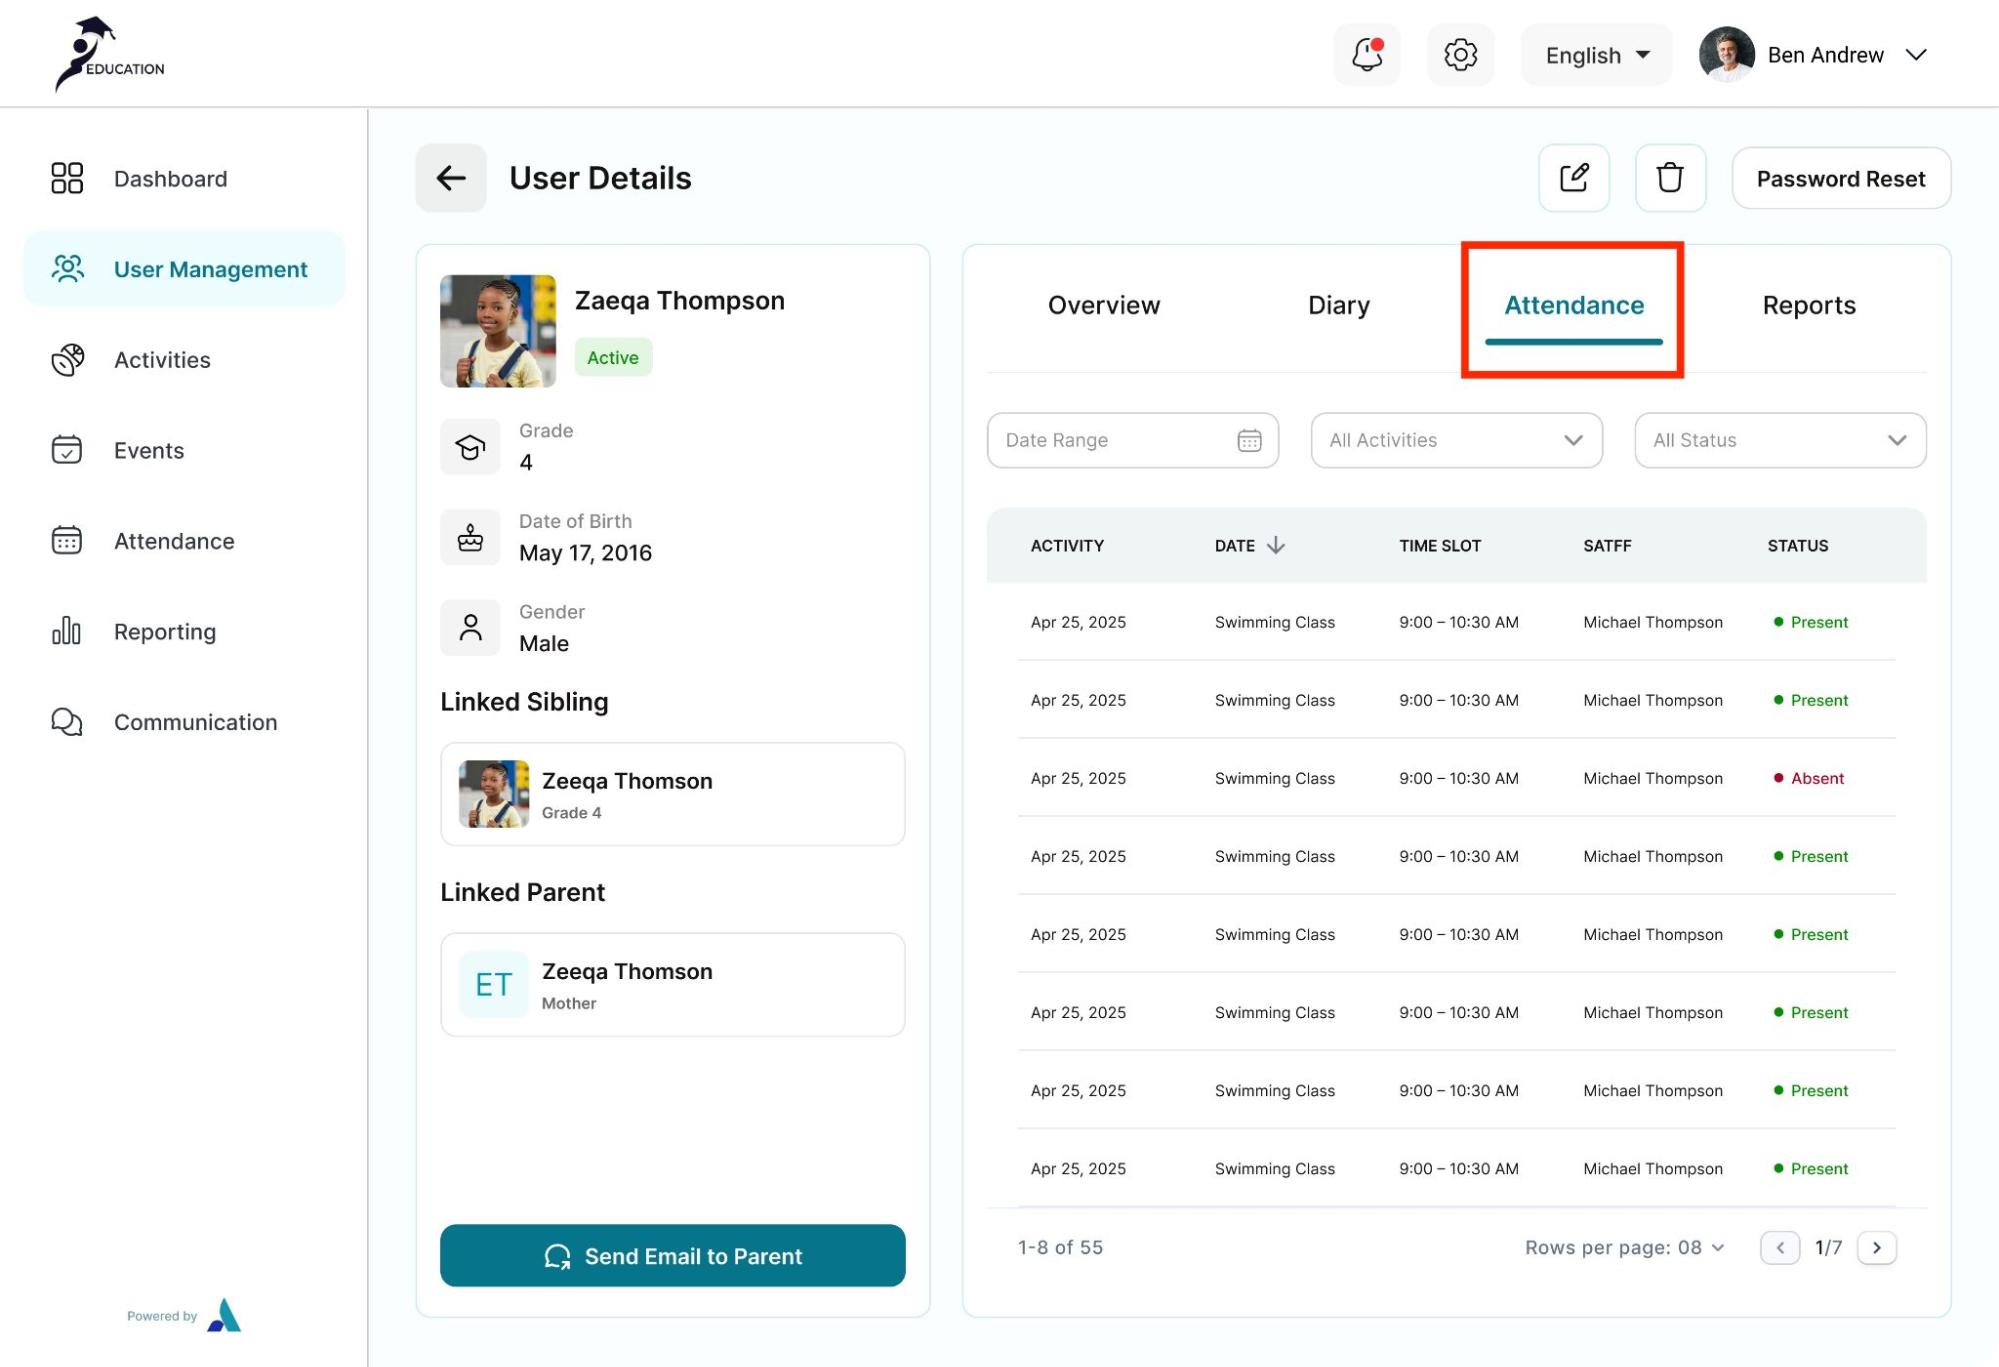 EDUCATION
English
Ben Andrew
Dashboard
User Management
Activities
Events
Attendance
Reporting
Communication
Powered by
User Details
Password Reset
Zaeqa Thompson
Active
Grade
4
Date of Birth
May 17, 2016
Gender
Male
Linked Sibling
Zeeqa Thomson
Grade 4
Linked Parent
ET
Zeeqa Thomson
Mother
Send Email to Parent
Overview Diary Attendance Reports
Date Range All Activities All Status
ACTIVITY DATE TIME SLOT SATFF STATUS
Apr 25, 2025 Swimming Class 9:00 – 10:30 AM Michael Thompson Present
Apr 25, 2025 Swimming Class 9:00 – 10:30 AM Michael Thompson Present
Apr 25, 2025 Swimming Class 9:00 – 10:30 AM Michael Thompson Absent
Apr 25, 2025 Swimming Class 9:00 – 10:30 AM Michael Thompson Present
Apr 25, 2025 Swimming Class 9:00 – 10:30 AM Michael Thompson Present
Apr 25, 2025 Swimming Class 9:00 – 10:30 AM Michael Thompson Present
Apr 25, 2025 Swimming Class 9:00 – 10:30 AM Michael Thompson Present
Apr 25, 2025 Swimming Class 9:00 – 10:30 AM Michael Thompson Present
1-8 of 55 Rows per page: 08 1/7